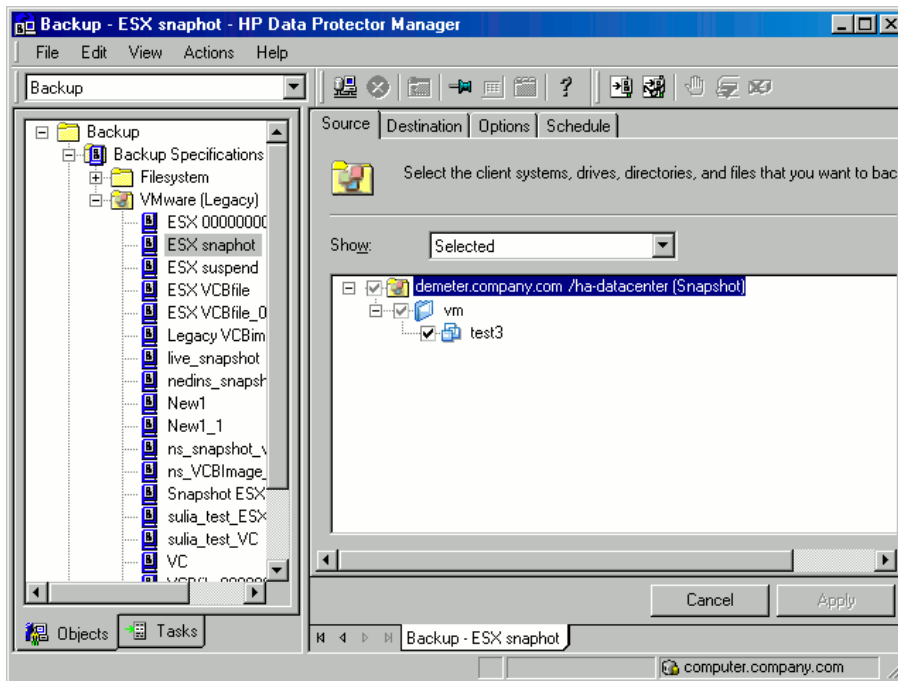 Backup - ESX snaphot - HP Data Protector Manager
File Edit View Actions Help
Backup
Backup
Backup Specifications
Filesystem
VMware (Legacy)
ESX 00000000
ESX snaphot
ESX suspend
ESX VCBfile
ESX VCBfile_0
Legacy VCBim
live_snapshot
nedins_snapsh
New1
New1_1
ns_snapshot_v
ns_VCBImage_
Snapshot ESX
sulia_test_ESX
sulia_test_VC
VC
Objects Tasks
Source Destination Options Schedule
Select the client systems, drives, directories, and files that you want to bac
Show: Selected
demeter.company.com /ha-datacenter (Snapshot)
vm
test3
Cancel Apply
Backup - ESX snaphot
computer.company.com